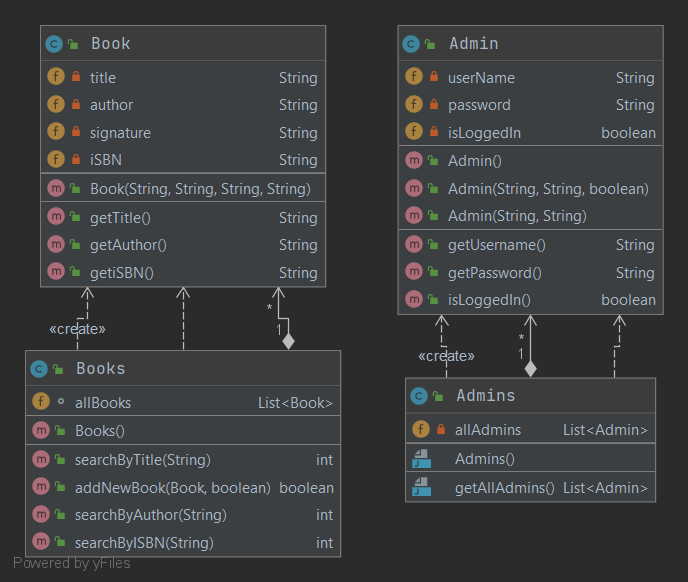 Book
title String
author String
signature String
iSBN String
Book(String, String, String, String)
getTitle() String
getAuthor() String
getiSBN() String
«create»
*
1
Books
allBooks List<Book>
Books()
searchByTitle(String) int
addNewBook(Book, boolean) boolean
searchByAuthor(String) int
searchByISBN(String) int
Admin
userName String
password String
isLoggedIn boolean
Admin()
Admin(String, String, boolean)
Admin(String, String)
getUsername() String
getPassword() String
isLoggedIn() boolean
«create»
*
1
Admins
allAdmins List<Admin>
Admins()
getAllAdmins() List<Admin>
Powered by yFiles